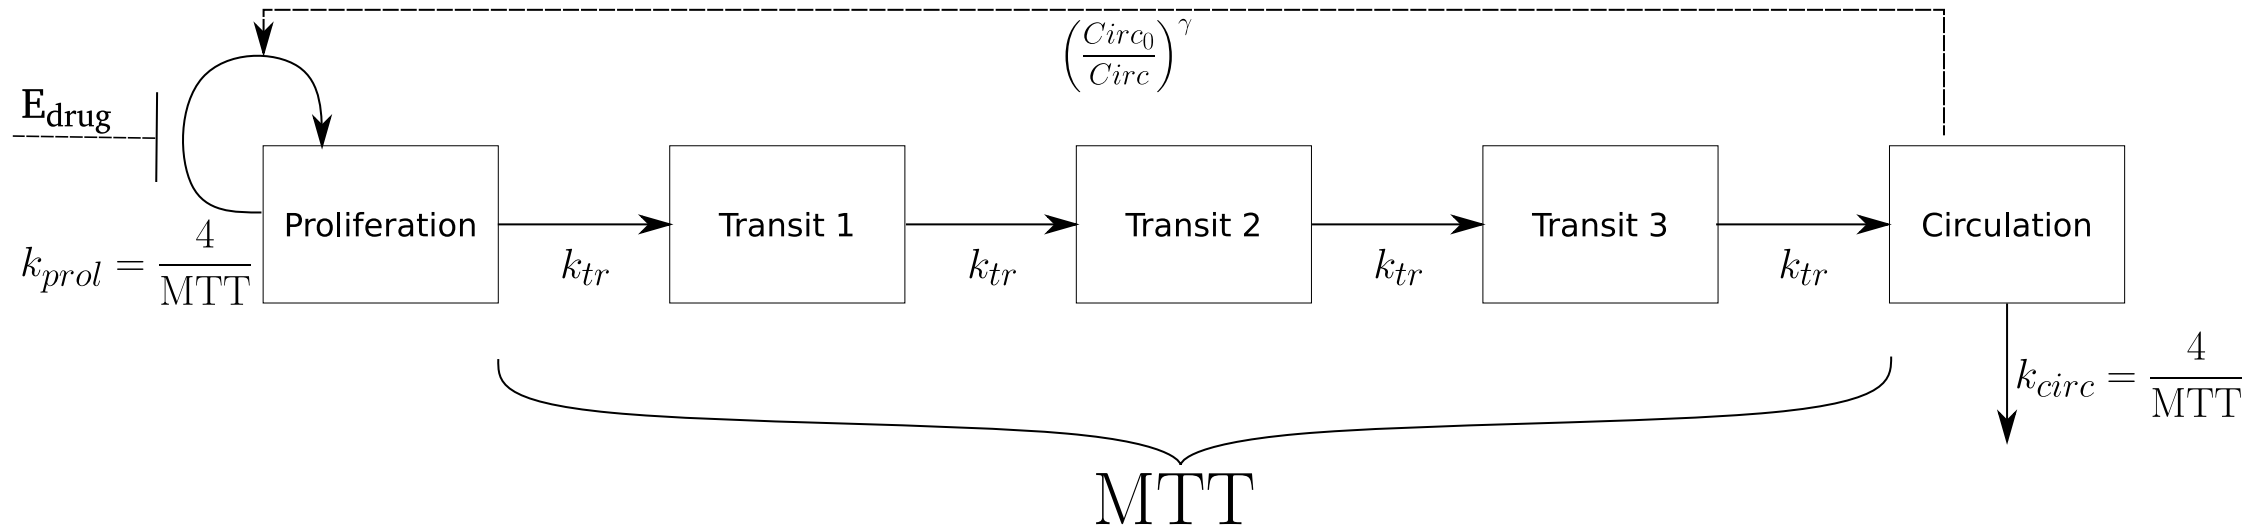 (Circ₀/Circ)^γ
E_drug
Proliferation
Transit 1
Transit 2
Transit 3
Circulation
k_prol = 4/MTT
k_tr
k_tr
k_tr
k_tr
k_circ = 4/MTT
MTT